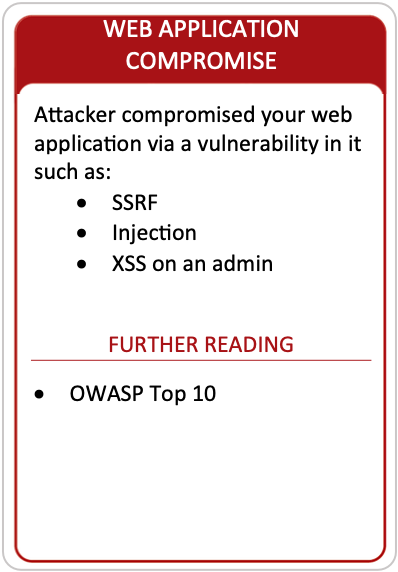 WEB APPLICATION
COMPROMISE
Attacker compromised your web
application via a vulnerability in it
such as:
• SSRF
• Injection
• XSS on an admin
FURTHER READING
• OWASP Top 10